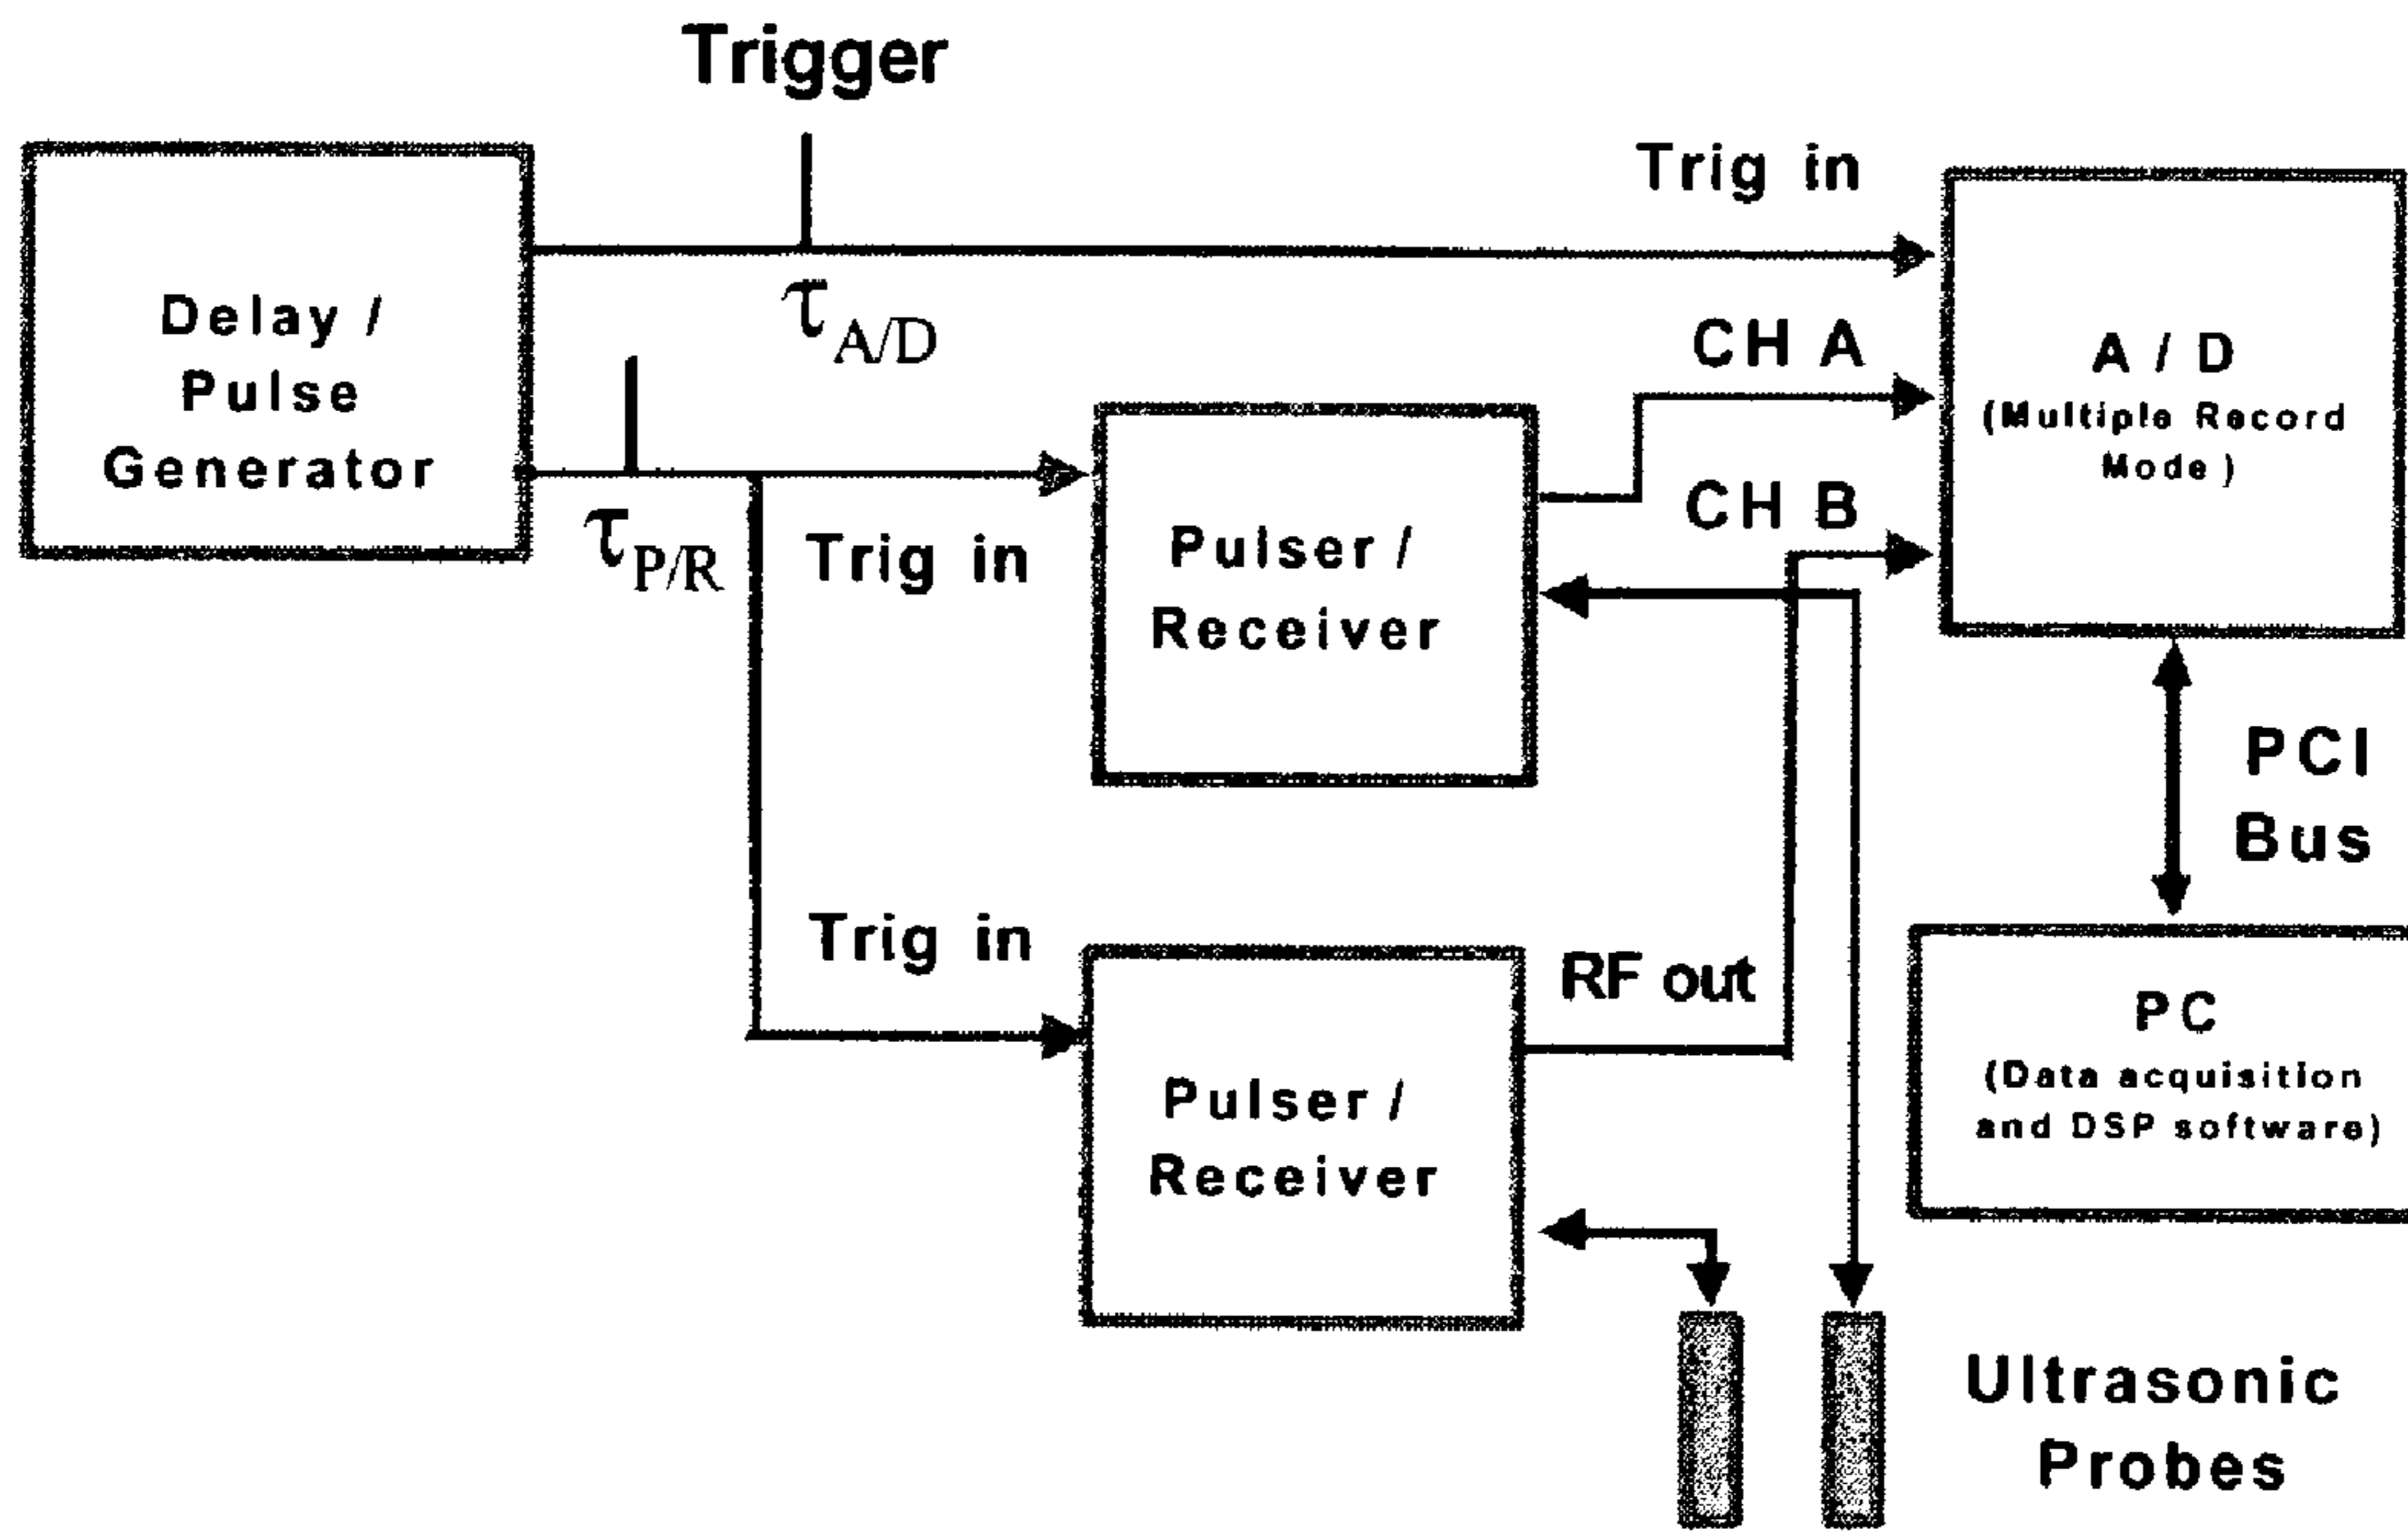 Trigger
Trig in
Delay /
Pulse
Generator
τA/D
τP/R
Trig in
CH A
CH B
A / D
(Multiple Record
Mode)
Pulser /
Receiver
PCI
Bus
Trig in
RF out
Pulser /
Receiver
PC
(Data acquisition
and DSP software)
Ultrasonic
Probes